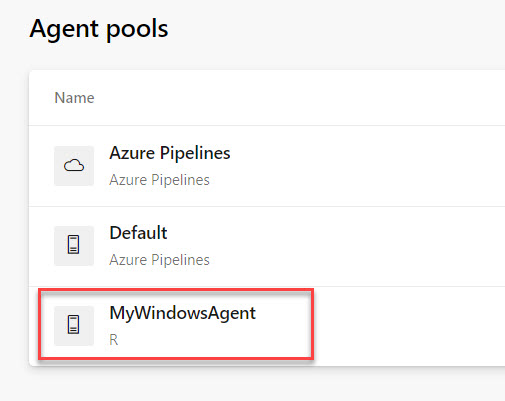 Agent pools
Name
Azure Pipelines
Azure Pipelines
Default
Azure Pipelines
MyWindowsAgent
R